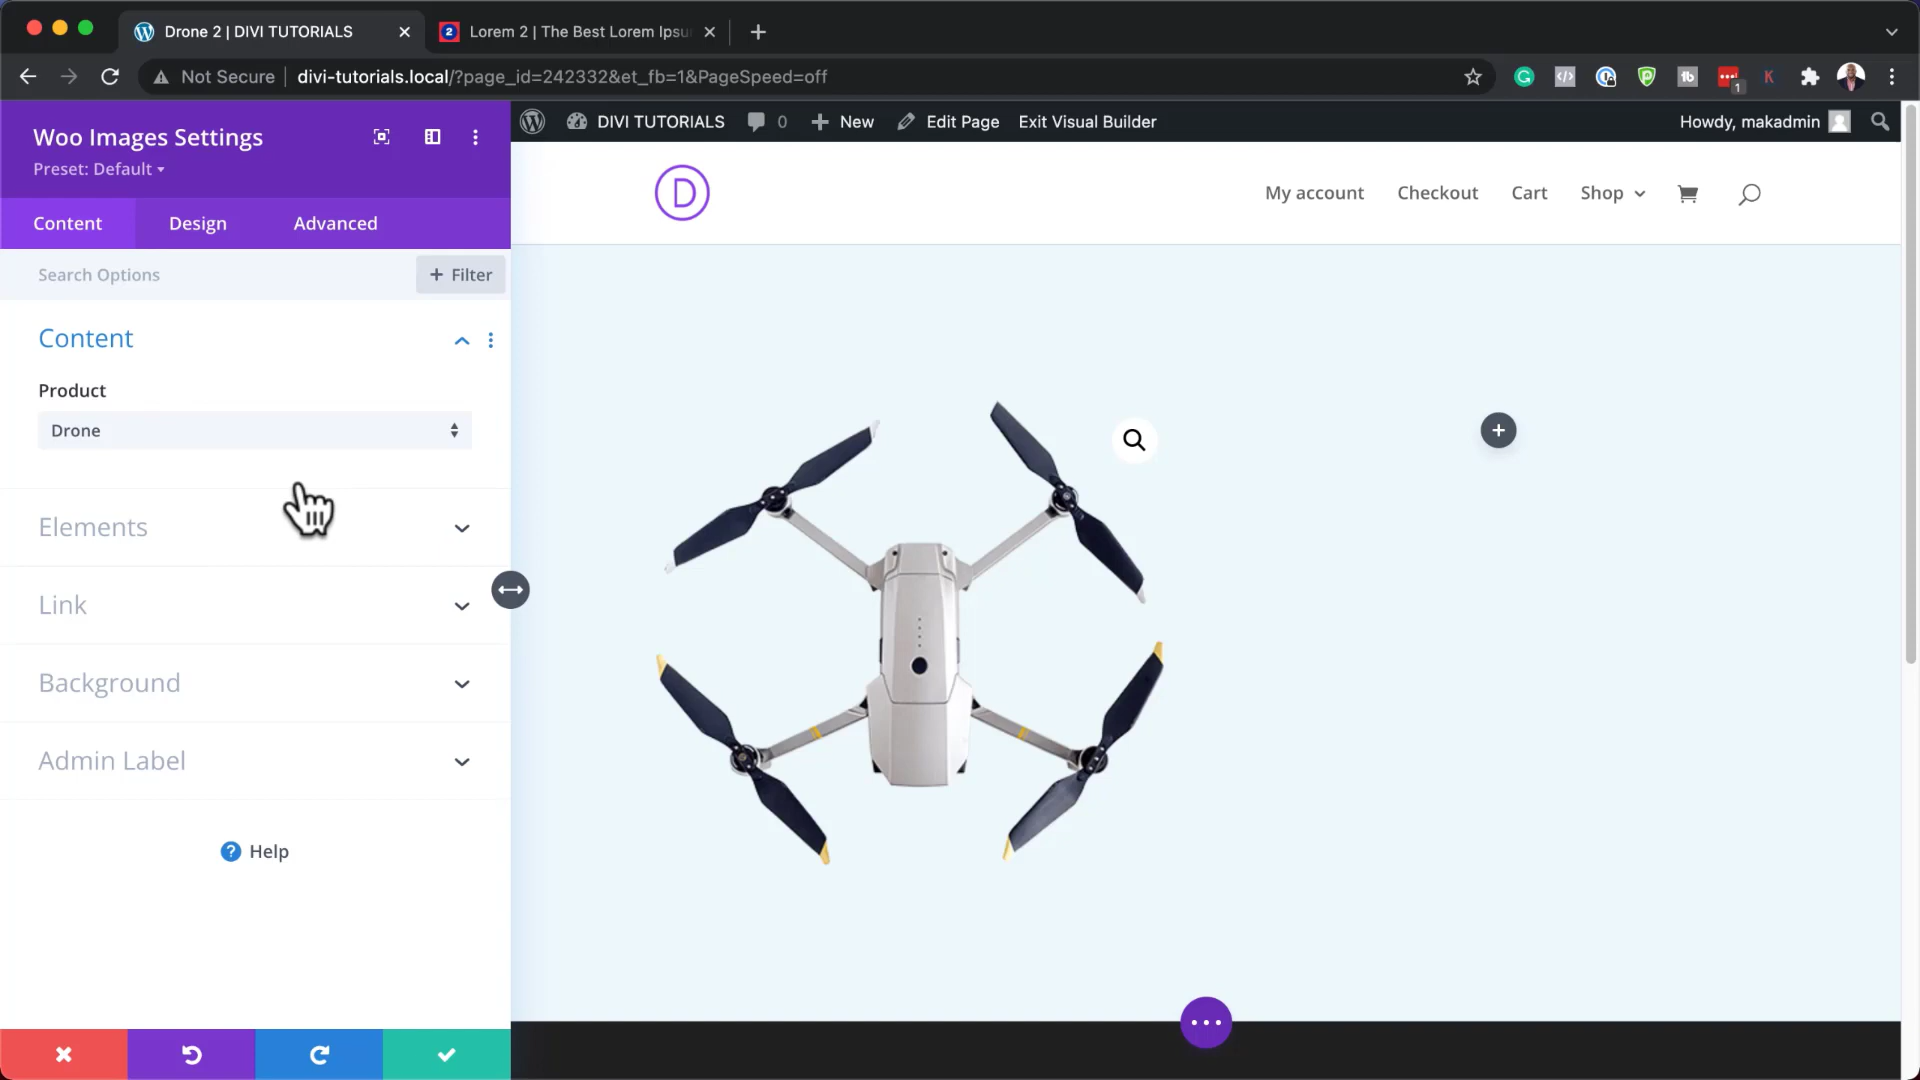 Drone 2 | DIVI TUTORIALS
Lorem 2 | The Best Lorem Ipsu
Not Secure
divi-tutorials.local/?page_id=242332&et_fb=1&PageSpeed=off
1
K
Woo Images Settings
Preset: Default
DIVI TUTORIALS
0
New
Edit Page
Exit Visual Builder
Howdy, makadmin
Content
Design
Advanced
D
My account
Checkout
Cart
Shop
Search Options
+ Filter
Content
Product
Drone
Elements
Link
Background
Admin Label
Help